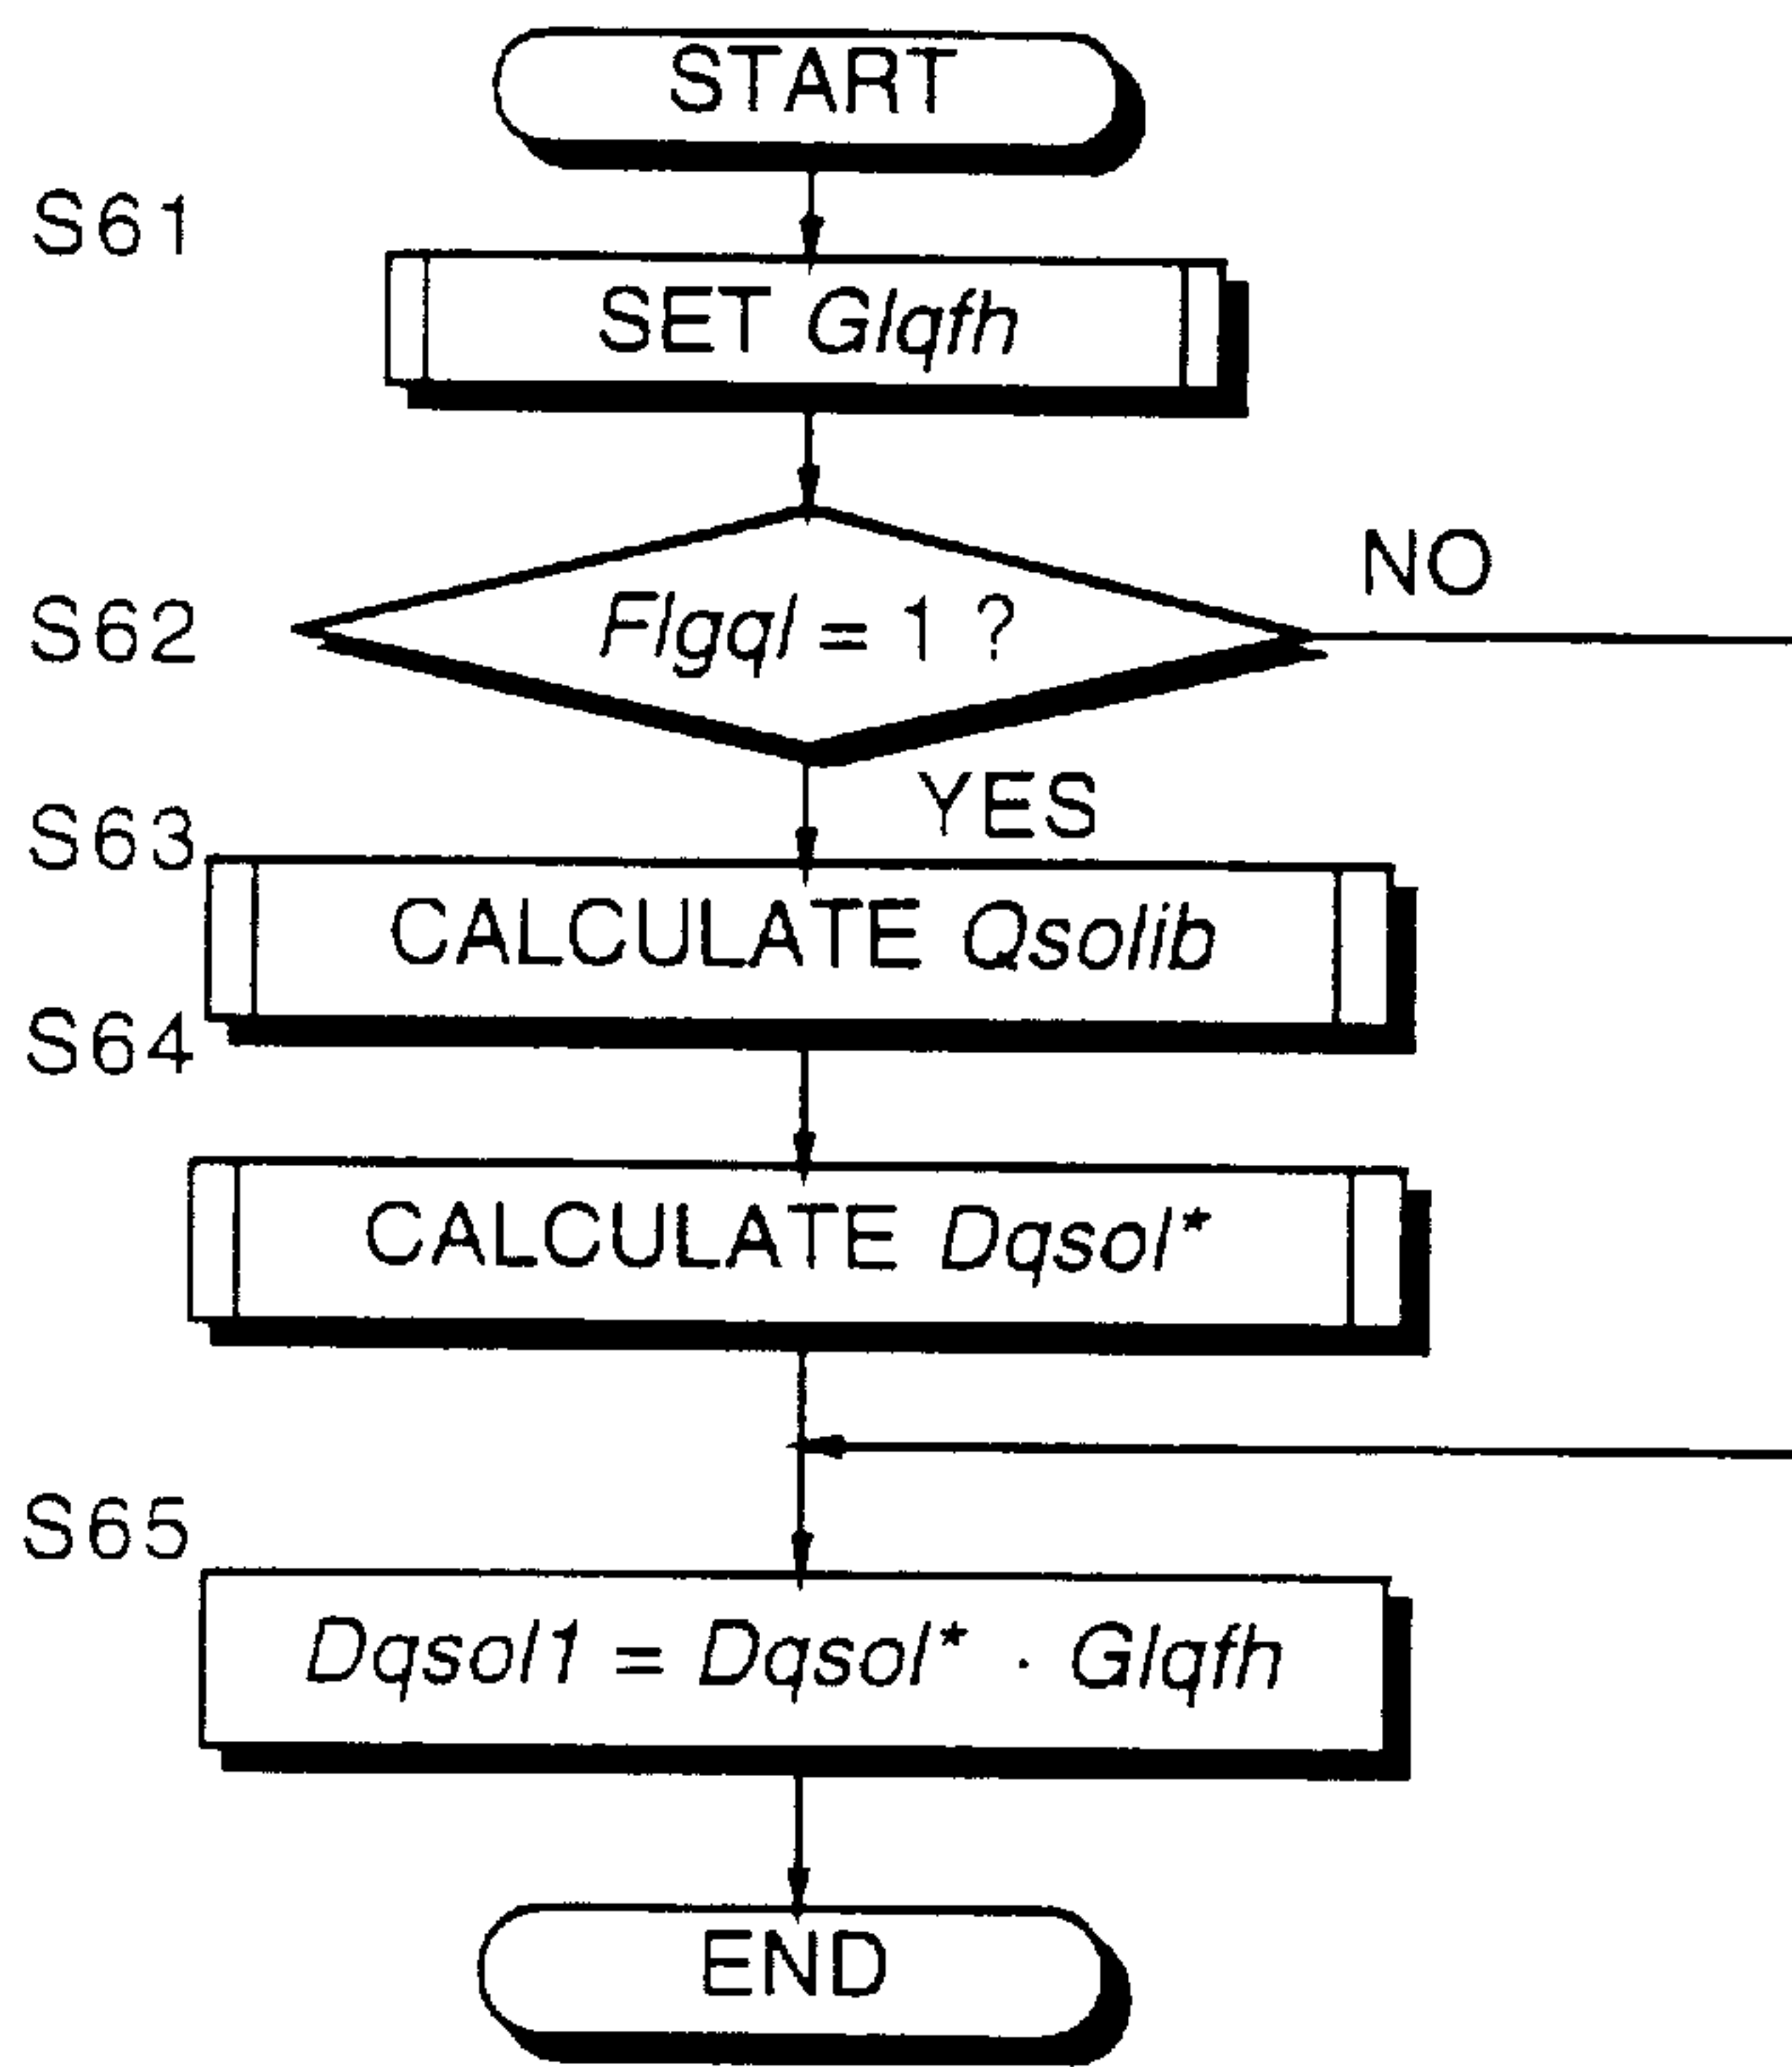 START
S61
SET Glqfh
NO
S62
Flgql = 1 ?
YES
S63
CALCULATE Qsolib
S64
CALCULATE Dqsol*
S65
Dqsol1 = Dqsol* · Glqfh
END